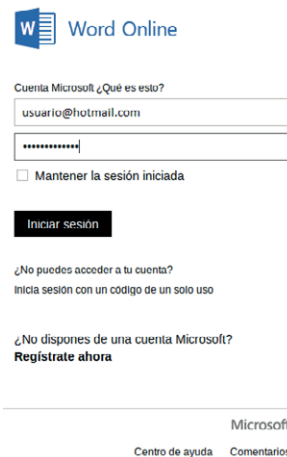 W
Word Online
Cuenta Microsoft ¿Qué es esto?
usuario@hotmail.com
•••••••••••••
Mantener la sesión iniciada
Iniciar sesión
¿No puedes acceder a tu cuenta?
Inicia sesión con un código de un solo uso
¿No dispones de una cuenta Microsoft?
Regístrate ahora
Microsoft
Centro de ayuda Comentarios